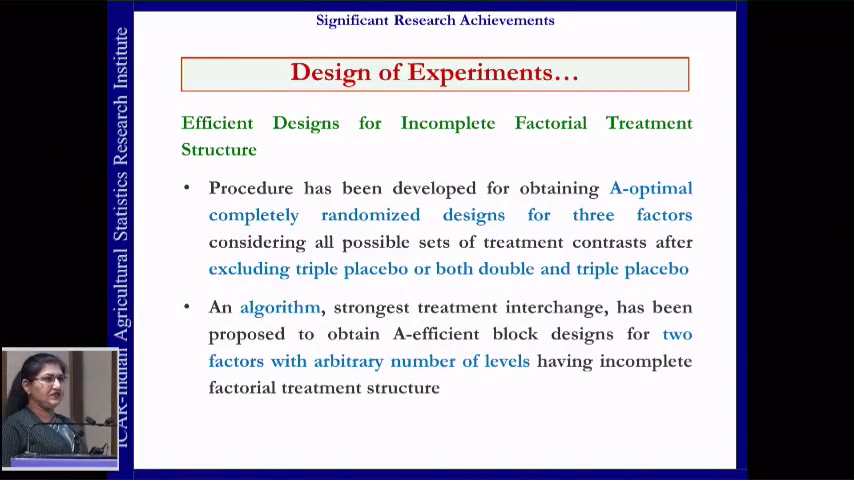 Significant Research Achievements
Design of Experiments…
Efficient Designs for Incomplete Factorial Treatment
Structure
• Procedure has been developed for obtaining A-optimal
completely randomized designs for three factors
considering all possible sets of treatment contrasts after
excluding triple placebo or both double and triple placebo
• An algorithm, strongest treatment interchange, has been
proposed to obtain A-efficient block designs for two
factors with arbitrary number of levels having incomplete
factorial treatment structure
ICAR-Indian Agricultural Statistics Research Institute